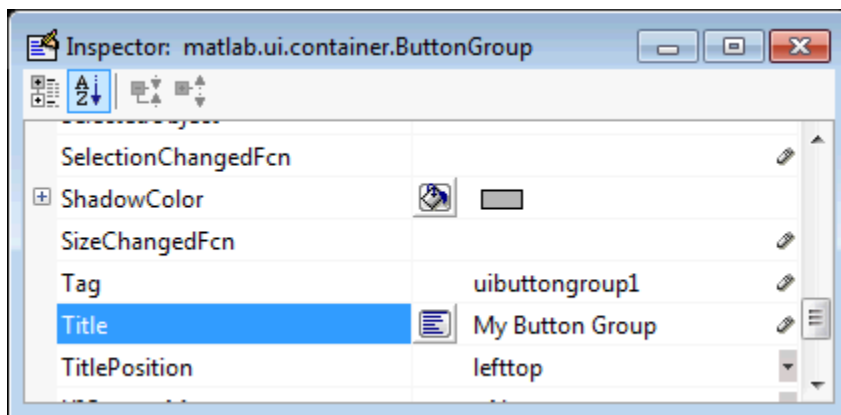 Inspector: matlab.ui.container.ButtonGroup
SelectionChangedFcn
ShadowColor
SizeChangedFcn
Tag uibuttongroup1
Title My Button Group
TitlePosition lefttop